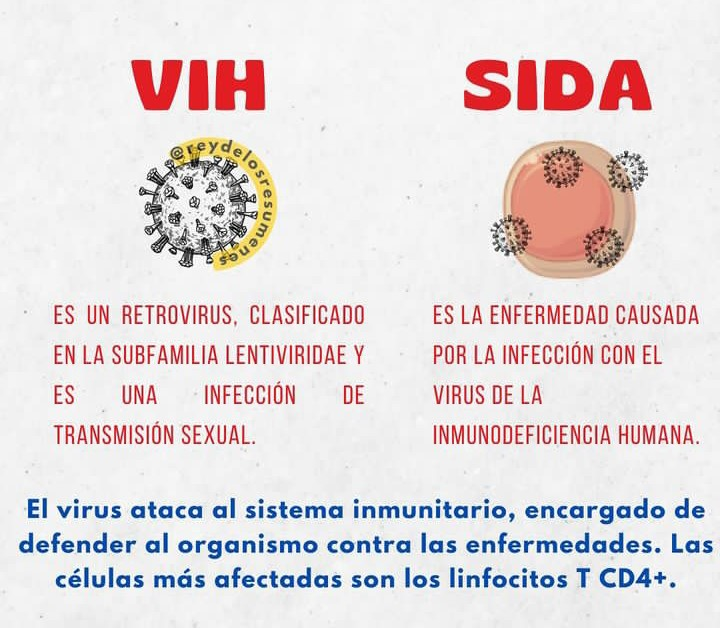 VIH
SIDA
@reydelosresumenes
ES UN RETROVIRUS, CLASIFICADO
EN LA SUBFAMILIA LENTIVIRIDAE Y
ES UNA INFECCIÓN DE
TRANSMISIÓN SEXUAL.
ES LA ENFERMEDAD CAUSADA
POR LA INFECCIÓN CON EL
VIRUS DE LA
INMUNODEFICIENCIA HUMANA.
El virus ataca al sistema inmunitario, encargado de
defender al organismo contra las enfermedades. Las
células más afectadas son los linfocitos T CD4+.